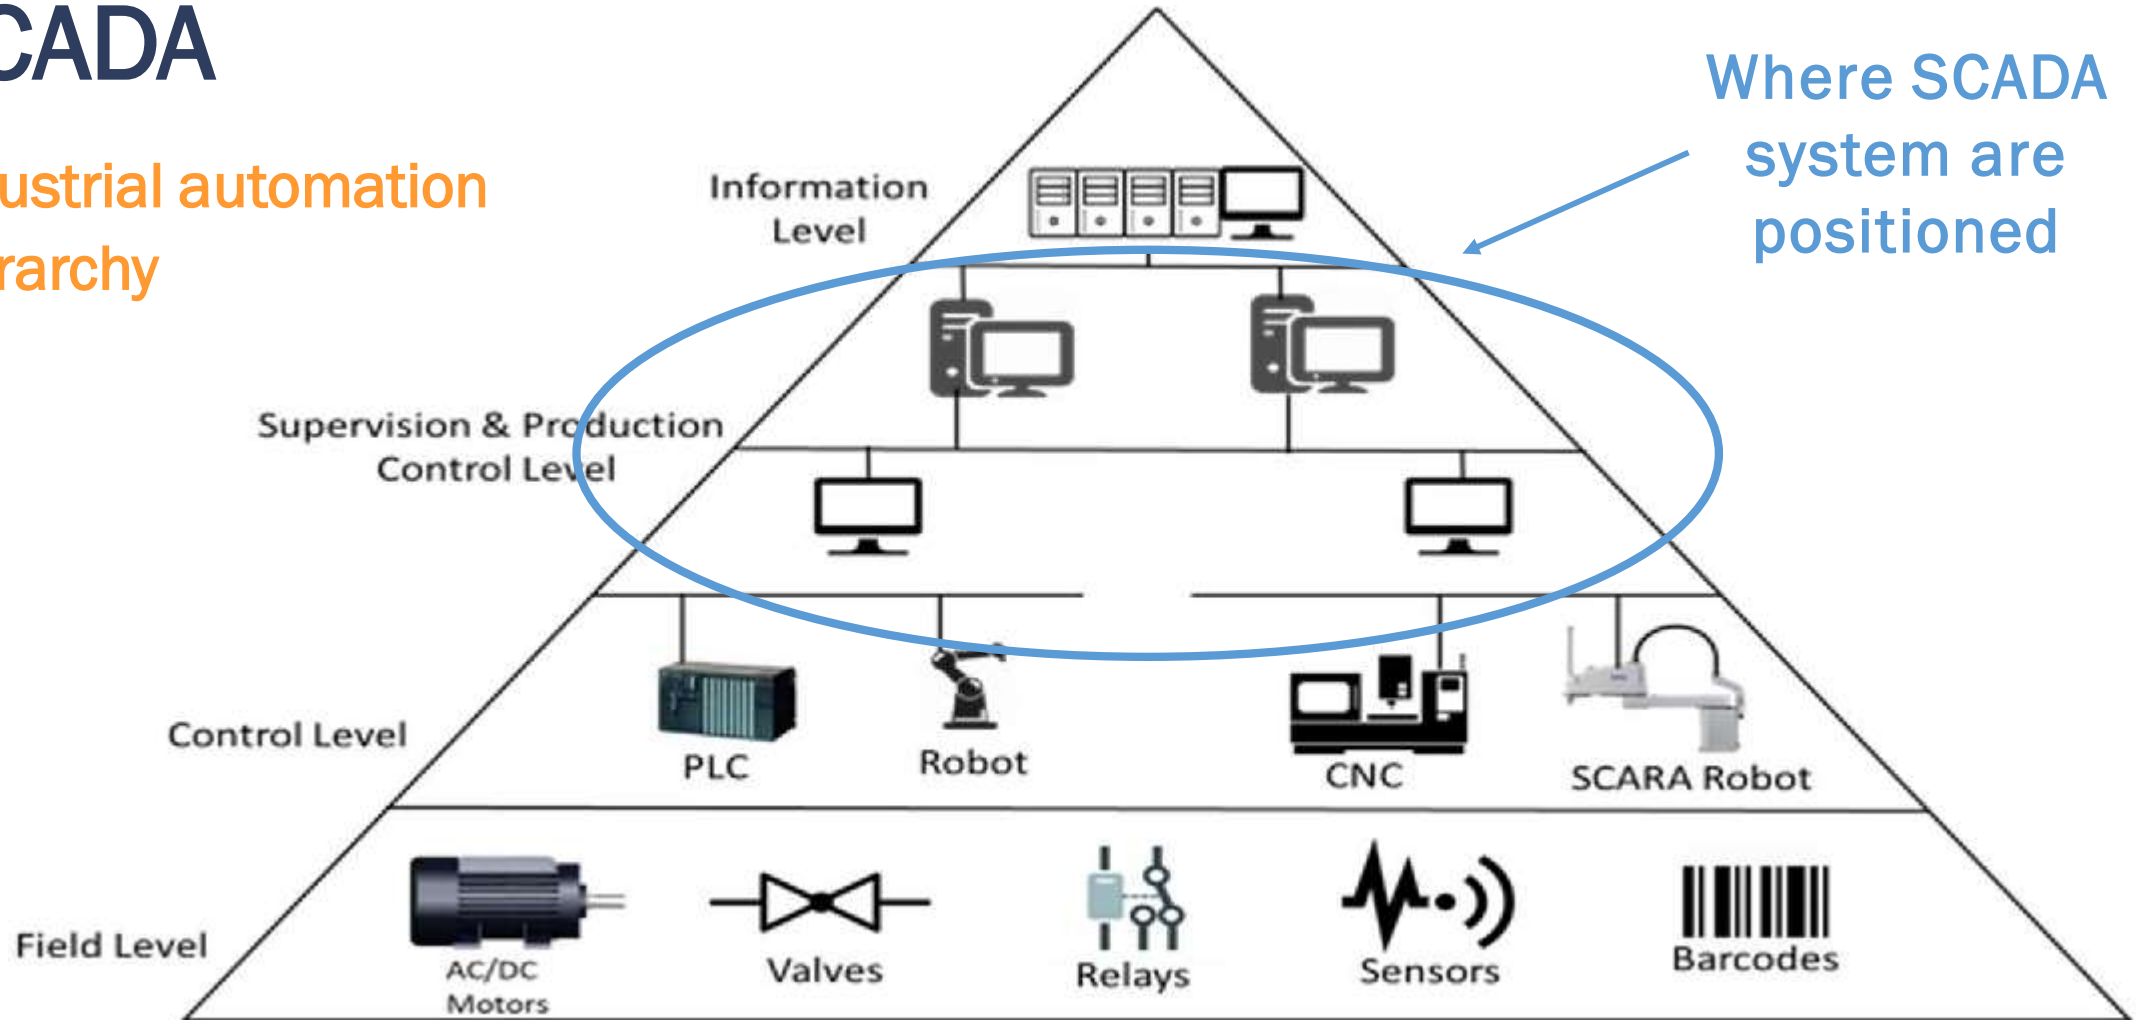 CADA
ustrial automation
rarchy
Where SCADA
system are
positioned
Information
Level
Supervision & Production
Control Level
Control Level
PLC
Robot
CNC
SCARA Robot
Field Level
AC/DC
Motors
Valves
Relays
Sensors
Barcodes